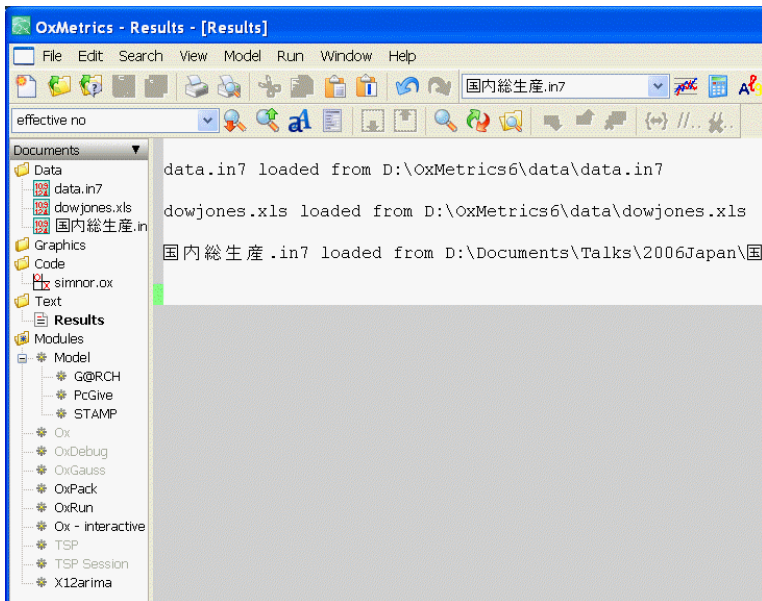 OxMetrics - Results - [Results]
File Edit Search View Model Run Window Help
国内総生産.in7
effective no
Documents
Data
data.in7
dowjones.xls
国内総生産.in
Graphics
Code
simnor.ox
Text
Results
Modules
Model
G@RCH
PcGive
STAMP
Ox
OxDebug
OxGauss
OxPack
OxRun
Ox - interactive
TSP
TSP Session
X12arima
data.in7 loaded from D:\OxMetrics6\data\data.in7
dowjones.xls loaded from D:\OxMetrics6\data\dowjones.xls
国内総生産.in7 loaded from D:\Documents\Talks\2006Japan\国